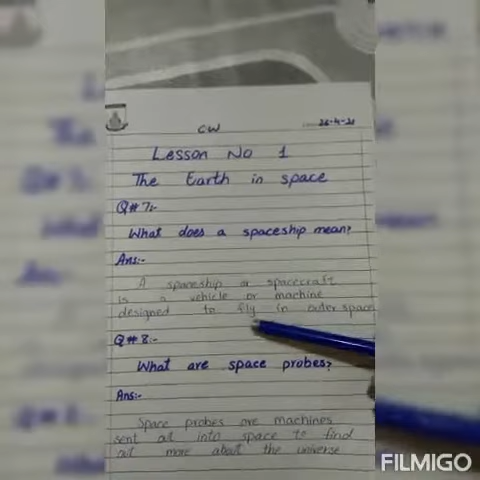 CW
26-4-21
Lesson No 1
The Earth in space
Q#7:-
What does a spaceship mean?
Ans:-
A spaceship or spacecraft
is a vehicle or machine
designed to fly in outer space
Q#8:-
What are space probes?
Ans:-
Space probes are machines
sent out into space to find
out more about the universe
FILMIGO